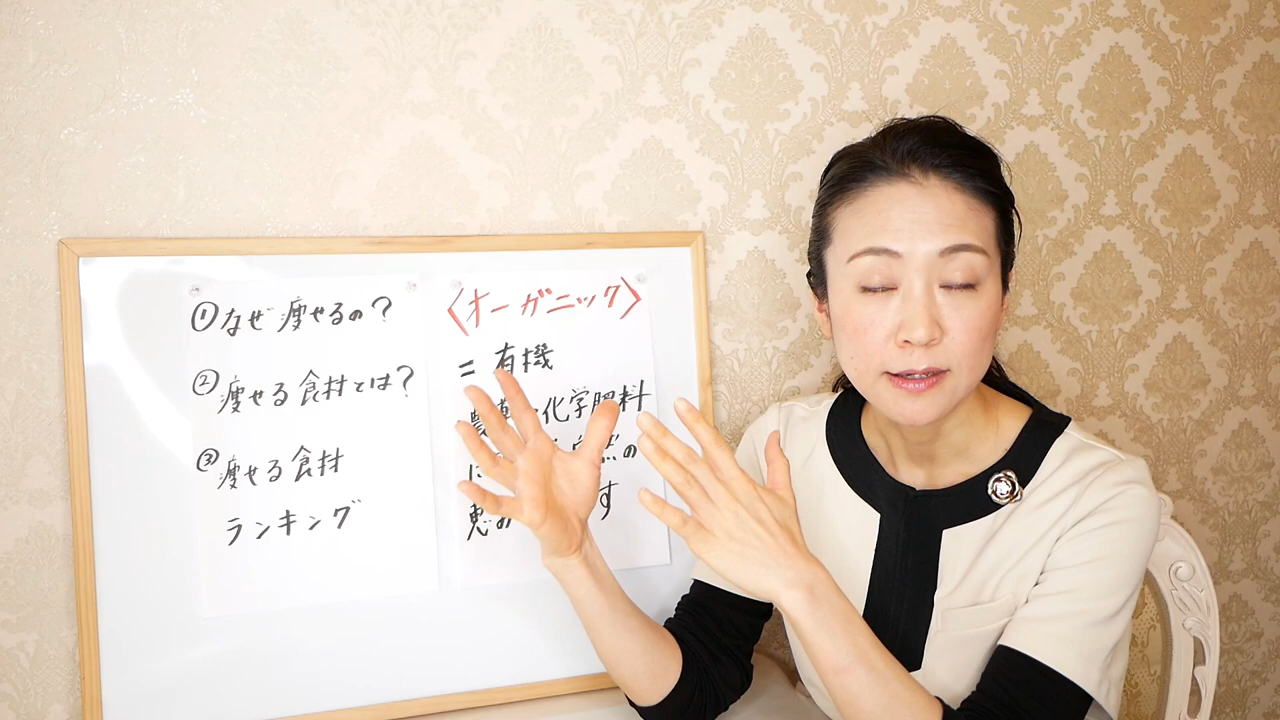 ①なぜ痩せるの?
②痩せる食材とは?
③痩せる食材
ランキング
〈オーガニック〉
= 有機
農 化学肥料
の
恵み す